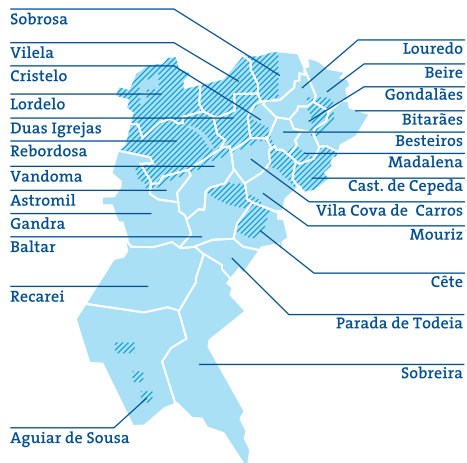 Sobrosa
Vilela
Cristelo
Lordelo
Duas Igrejas
Rebordosa
Vandoma
Astromil
Gandra
Baltar
Recarei
Aguiar de Sousa
Louredo
Beire
Gondalães
Bitarães
Besteiros
Madalena
Cast. de Cepeda
Vila Cova de Carros
Mouriz
Cête
Parada de Todeia
Sobreira